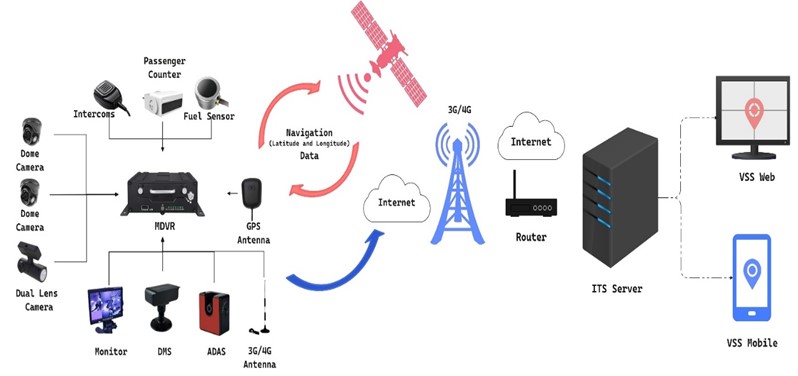 Passenger
Counter
Intercoms
Fuel Sensor
Dome
Camera
Dome
Camera
Dual Lens
Camera
MDVR
GPS
Antenna
Monitor
DMS
ADAS
3G/4G
Antenna
Navigation
(Latitude and Lengitude)
Data
Internet
3G/4G
Internet
Router
ITS Server
VSS Web
VSS Mobile